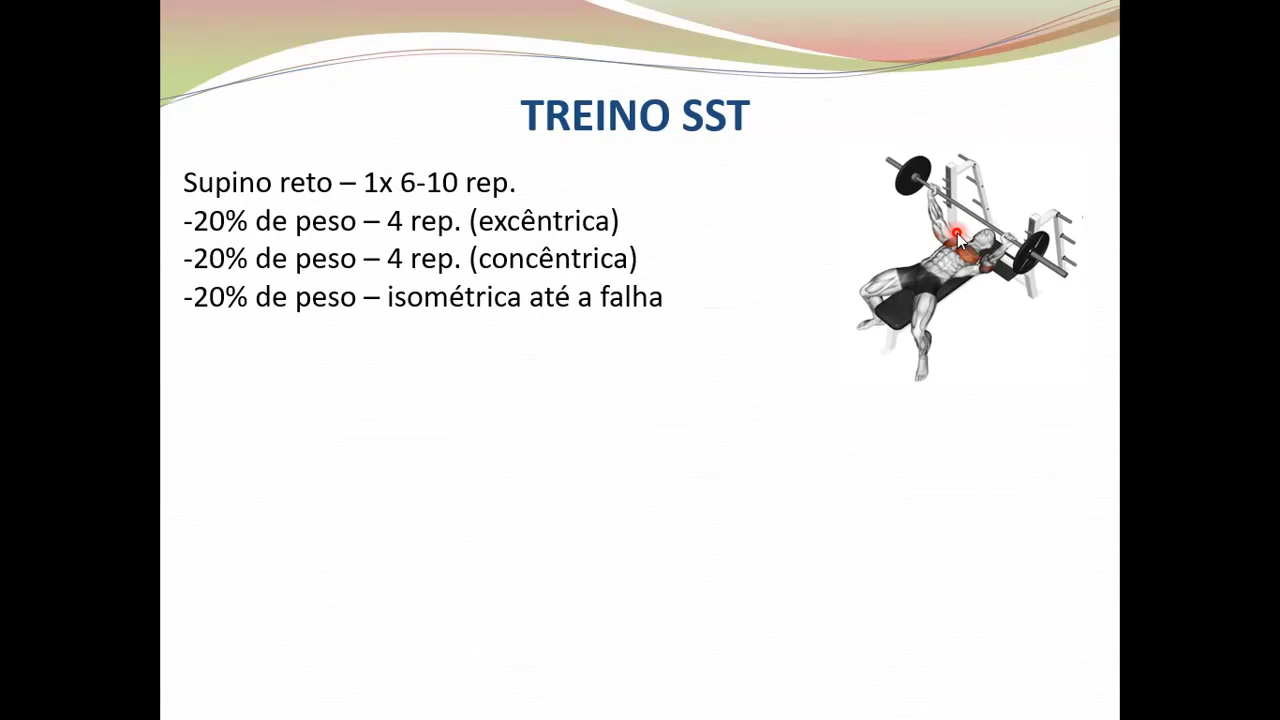 TREINO SST
Supino reto – 1x 6-10 rep.
-20% de peso – 4 rep. (excêntrica)
-20% de peso – 4 rep. (concêntrica)
-20% de peso – isométrica até a falha